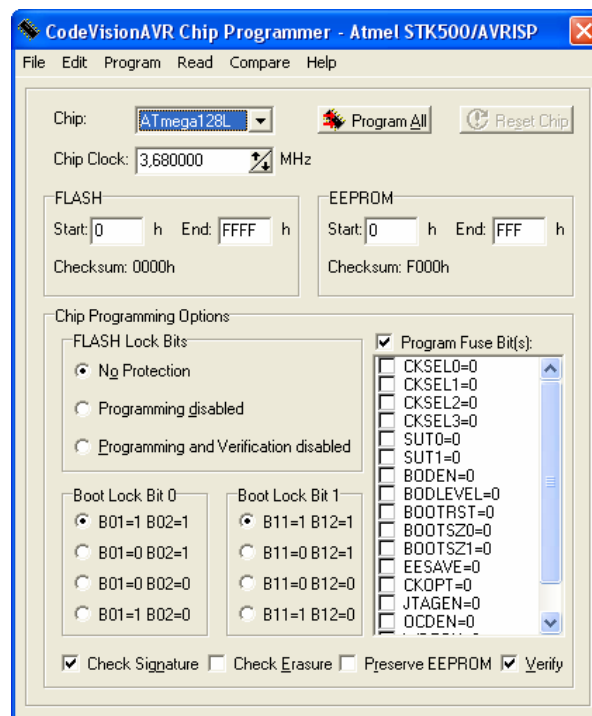 CodeVisionAVR Chip Programmer - Atmel STK500/AVRISP
File Edit Program Read Compare Help
Chip: ATmega128L Program All Reset Chip
Chip Clock: 3,680000 MHz
FLASH EEPROM
Start: 0 h End: FFFF h Start: 0 h End: FFF h
Checksum: 0000h Checksum: F000h
Chip Programming Options
FLASH Lock Bits
No Protection
Programming disabled
Programming and Verification disabled
Program Fuse Bit(s):
CKSEL0=0
CKSEL1=0
CKSEL2=0
CKSEL3=0
SUT0=0
SUT1=0
BODEN=0
BODLEVEL=0
BOOTRST=0
BOOTSZ0=0
BOOTSZ1=0
EESAVE=0
CKOPT=0
JTAGEN=0
OCDEN=0
Boot Lock Bit 0
B01=1 B02=1
B01=0 B02=1
B01=0 B02=0
B01=1 B02=0
Boot Lock Bit 1
B11=1 B12=1
B11=0 B12=1
B11=0 B12=0
B11=1 B12=0
Check Signature Check Erasure Preserve EEPROM Verify